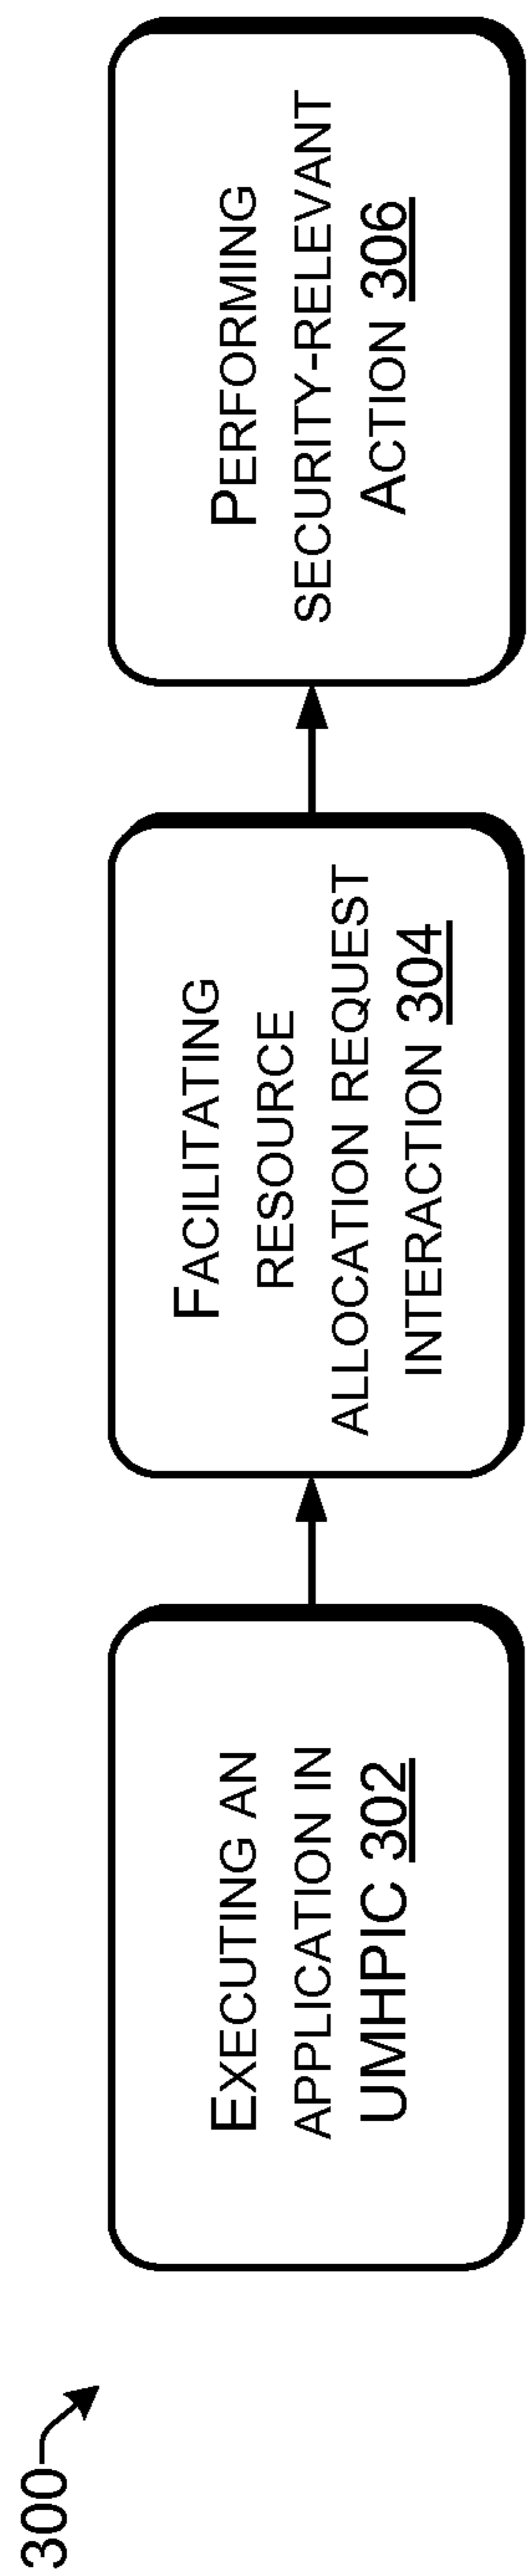 300
EXECUTING AN
APPLICATION IN
UMHPIC 302
FACILITATING
RESOURCE
ALLOCATION REQUEST
INTERACTION 304
PERFORMING
SECURITY-RELEVANT
ACTION 306